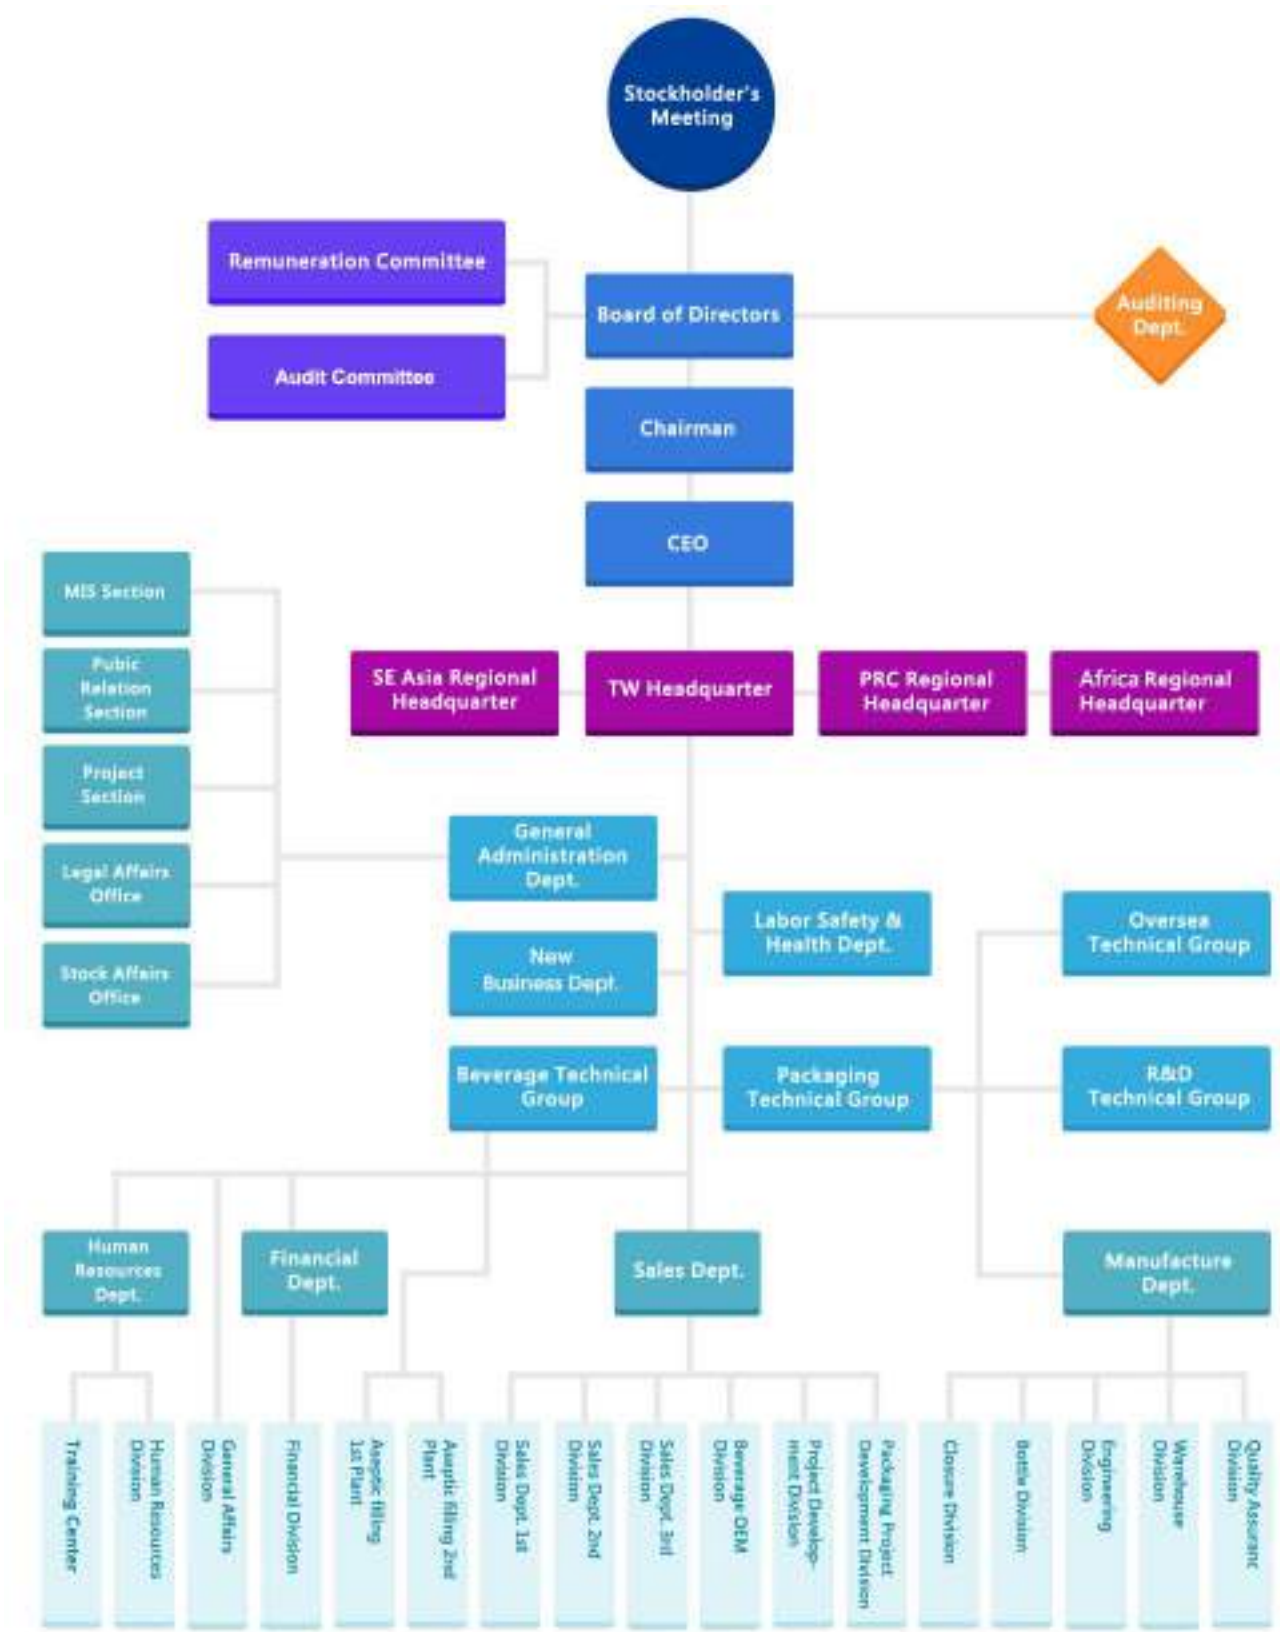 Stockholder's
Meeting
Remuneration Committee
Board of Directors
Auditing
Dept.
Audit Committee
Chairman
CEO
MIS Section
Pubic
Relation
Section
Project
Section
Legal Affairs
Office
Stock Affairs
Office
SE Asia Regional
Headquarter
TW Headquarter
PRC Regional
Headquarter
Africa Regional
Headquarter
General
Administration
Dept.
Labor Safety &
Health Dept.
Oversea
Technical Group
New
Business Dept.
Beverage Technical
Group
Packaging
Technical Group
R&D
Technical Group
Human
Resources
Dept.
Financial
Dept.
Sales Dept.
Manufacture
Dept.
Training Center
Human Resources
Division
General Affairs
Division
Financial Division
Aseptic filling
1st Plant
Aseptic filling 2nd
Plant
Sales Dept. 1st
Division
Sales Dept. 2nd
Division
Sales Dept. 3rd
Division
Beverage OEM
Division
Project Develop-
ment Division
Packaging Project
Development Division
Closure Division
Bottle Division
Engineering
Division
Warehouse
Division
Quality Assuranc
Division